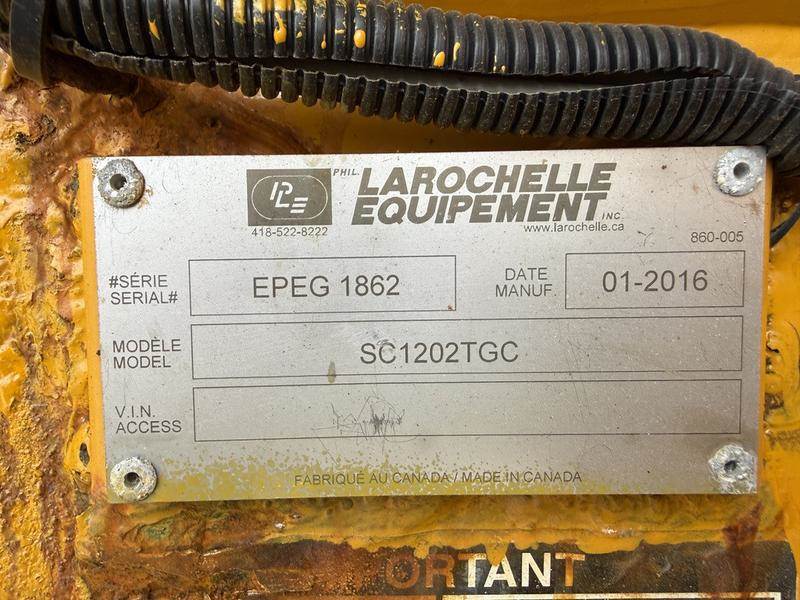 PLE
PHIL. LAROCHELLE
EQUIPEMENT INC
418-522-8222
www.larochelle.ca
860-005
#SÉRIE
SERIAL#
EPEG 1862
DATE
MANUF.
01-2016
MODÈLE
MODEL
SC1202TGC
V.I.N.
ACCESS
FABRIQUÉ AU CANADA / MADE IN CANADA
ORTANT